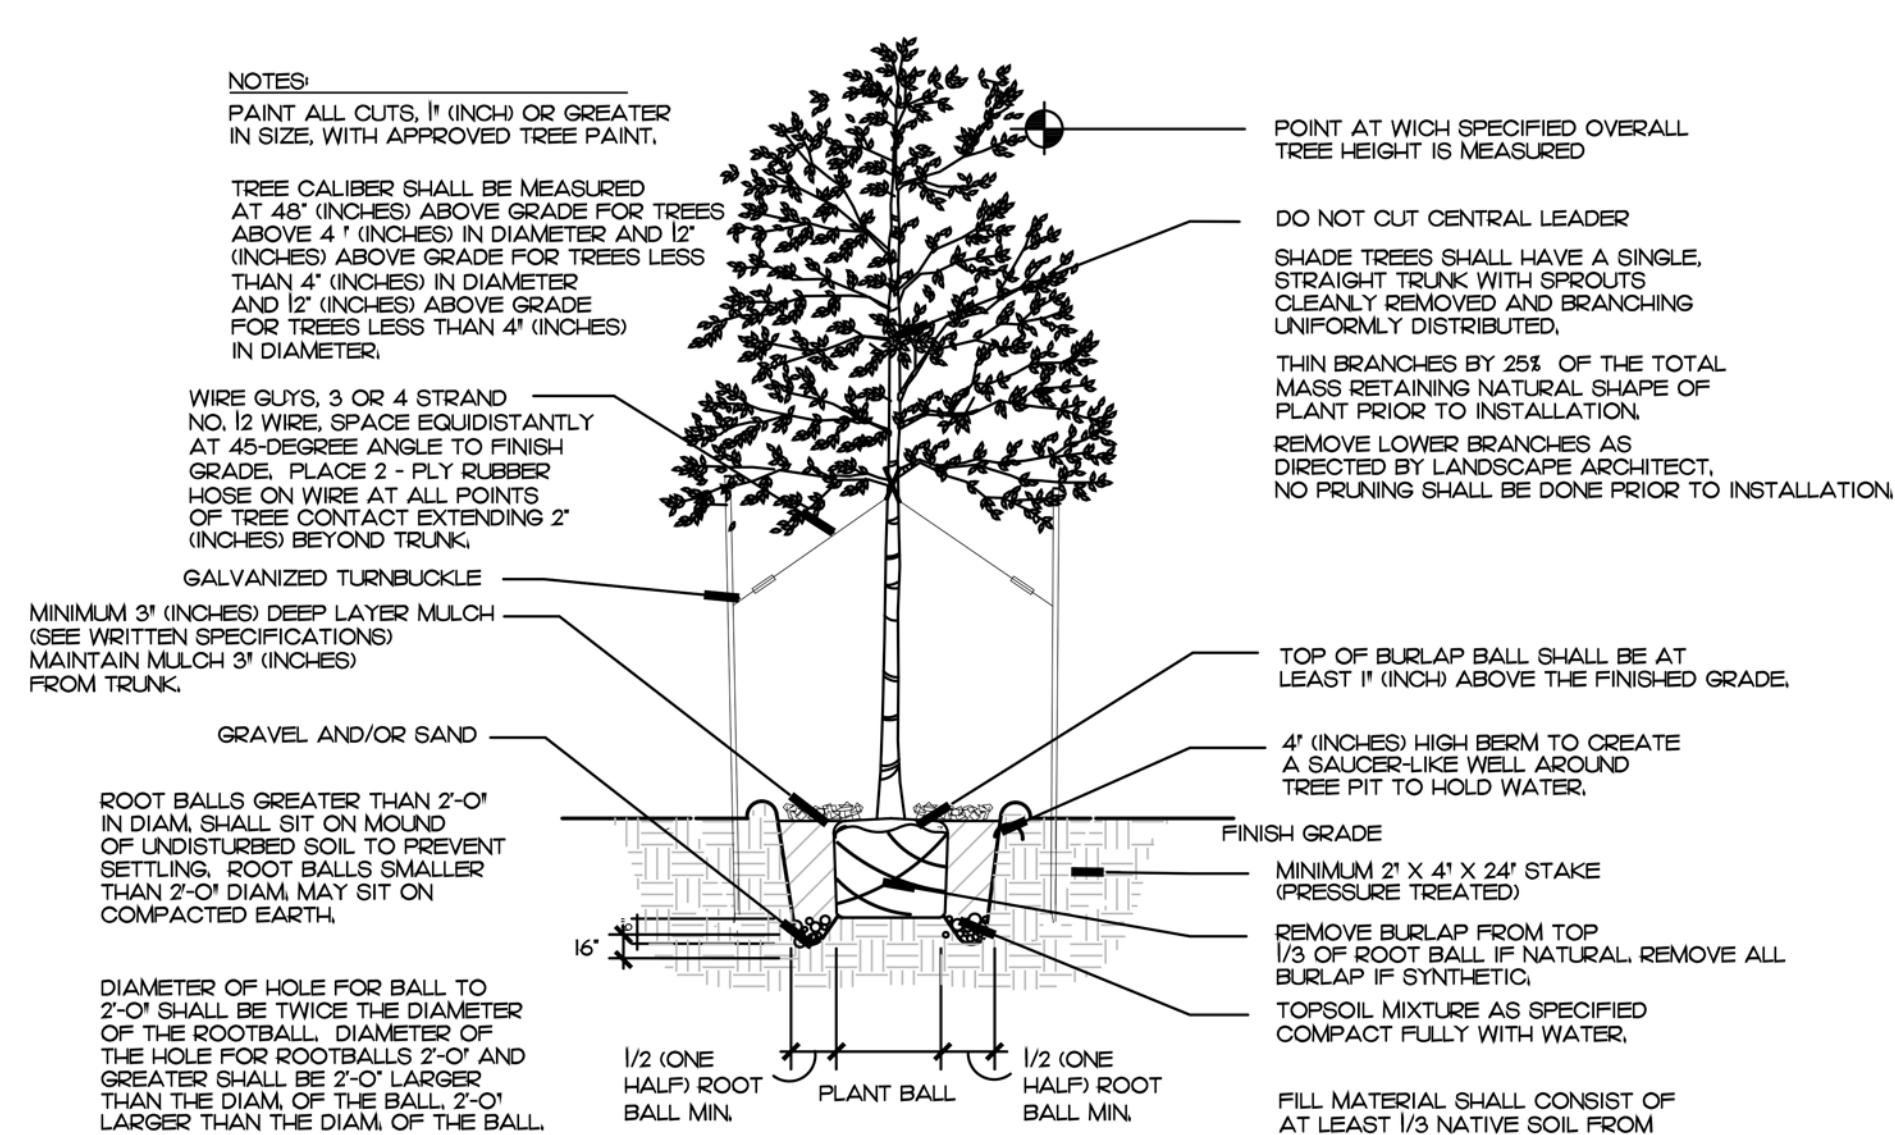 NOTES:
PAINT ALL CUTS, 1" (INCH) OR GREATER
IN SIZE, WITH APPROVED TREE PAINT.
TREE CALIBER SHALL BE MEASURED
AT 48" (INCHES) ABOVE GRADE FOR TREES
ABOVE 4 " (INCHES) IN DIAMETER AND 12"
(INCHES) ABOVE GRADE FOR TREES LESS
THAN 4" (INCHES) IN DIAMETER
AND 12" (INCHES) ABOVE GRADE
FOR TREES LESS THAN 4" (INCHES)
IN DIAMETER.
WIRE GUYS, 3 OR 4 STRAND
NO. 12 WIRE, SPACE EQUIDISTANTLY
AT 45-DEGREE ANGLE TO FINISH
GRADE. PLACE 2 - PLY RUBBER
HOSE ON WIRE AT ALL POINTS
OF TREE CONTACT EXTENDING 2"
(INCHES) BEYOND TRUNK.
GALVANIZED TURNBUCKLE
MINIMUM 3" (INCHES) DEEP LAYER MULCH
(SEE WRITTEN SPECIFICATIONS)
MAINTAIN MULCH 3" (INCHES)
FROM TRUNK.
GRAVEL AND/OR SAND
ROOT BALLS GREATER THAN 2'-0"
IN DIAM. SHALL SIT ON MOUND
OF UNDISTURBED SOIL TO PREVENT
SETTLING. ROOT BALLS SMALLER
THAN 2'-0" DIAM. MAY SIT ON
COMPACTED EARTH.
16"
DIAMETER OF HOLE FOR BALL TO
2'-0" SHALL BE TWICE THE DIAMETER
OF THE ROOTBALL. DIAMETER OF
THE HOLE FOR ROOTBALLS 2'-0" AND
GREATER SHALL BE 2'-0" LARGER
THAN THE DIAM. OF THE BALL. 2'-0"
LARGER THAN THE DIAM. OF THE BALL.
1/2 (ONE
HALF) ROOT
BALL MIN.
PLANT BALL
1/2 (ONE
HALF) ROOT
BALL MIN.
POINT AT WICH SPECIFIED OVERALL
TREE HEIGHT IS MEASURED
DO NOT CUT CENTRAL LEADER
SHADE TREES SHALL HAVE A SINGLE,
STRAIGHT TRUNK WITH SPROUTS
CLEANLY REMOVED AND BRANCHING
UNIFORMLY DISTRIBUTED.
THIN BRANCHES BY 25% OF THE TOTAL
MASS RETAINING NATURAL SHAPE OF
PLANT PRIOR TO INSTALLATION.
REMOVE LOWER BRANCHES AS
DIRECTED BY LANDSCAPE ARCHITECT.
NO PRUNING SHALL BE DONE PRIOR TO INSTALLATION.
TOP OF BURLAP BALL SHALL BE AT
LEAST 1" (INCH) ABOVE THE FINISHED GRADE.
4" (INCHES) HIGH BERM TO CREATE
A SAUCER-LIKE WELL AROUND
TREE PIT TO HOLD WATER.
FINISH GRADE
MINIMUM 2" X 4" X 24" STAKE
(PRESSURE TREATED)
REMOVE BURLAP FROM TOP
1/3 OF ROOT BALL IF NATURAL. REMOVE ALL
BURLAP IF SYNTHETIC.
TOPSOIL MIXTURE AS SPECIFIED
COMPACT FULLY WITH WATER.
FILL MATERIAL SHALL CONSIST OF
AT LEAST 1/3 NATIVE SOIL FROM